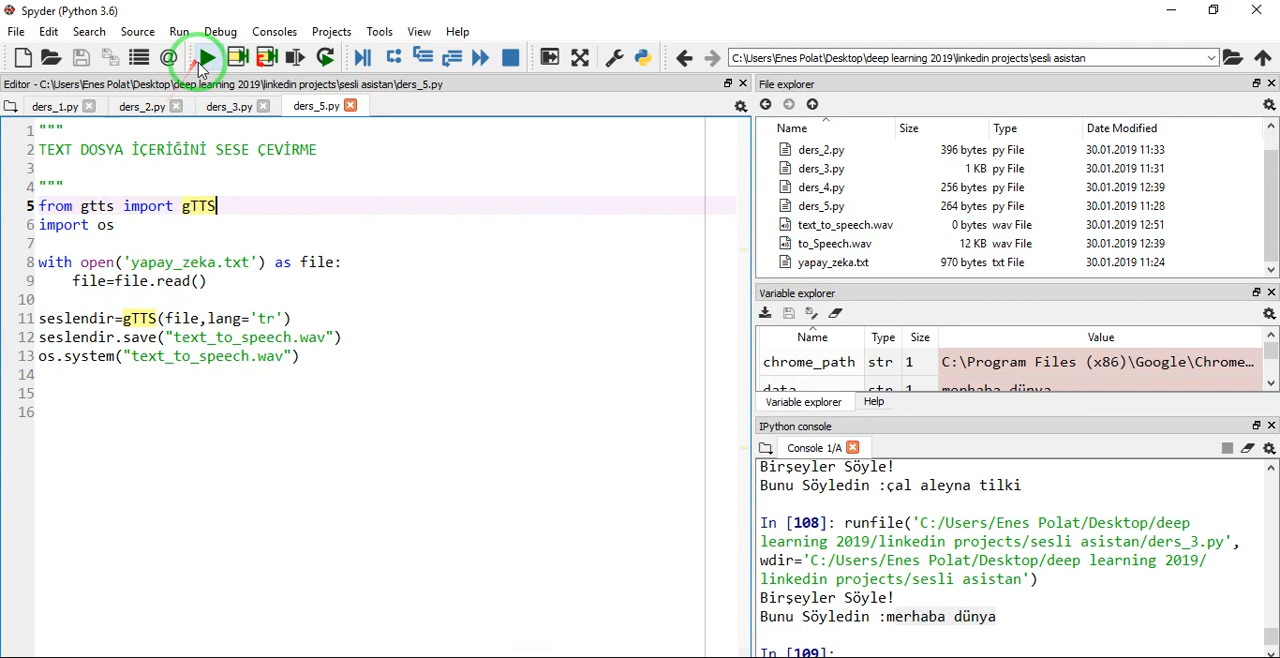 Spyder (Python 3.6)
File Edit Search Source Run Debug Consoles Projects Tools View Help
C:\Users\Enes Polat\Desktop\deep learning 2019\linkedin projects\sesli asistan
Editor - C:\Users\Enes Polat\Desktop\deep learning 2019\linkedin projects\sesli asistan\ders_5.py
ders_1.py ders_2.py ders_3.py ders_5.py
1 """
2 TEXT DOSYA İÇERİĞİNİ SESE ÇEVİRME
3
4 """
5 from gtts import gTTS
6 import os
7
8 with open('yapay_zeka.txt') as file:
9 file=file.read()
10
11 seslendir=gTTS(file,lang='tr')
12 seslendir.save("text_to_speech.wav")
13 os.system("text_to_speech.wav")
14
15
16
File explorer
Name Size Type Date Modified
ders_2.py 396 bytes py File 30.01.2019 11:33
ders_3.py 1 KB py File 30.01.2019 11:31
ders_4.py 256 bytes py File 30.01.2019 12:39
ders_5.py 264 bytes py File 30.01.2019 11:28
text_to_speech.wav 0 bytes wav File 30.01.2019 12:51
to_Speech.wav 12 KB wav File 30.01.2019 12:39
yapay_zeka.txt 970 bytes txt File 30.01.2019 11:24
Variable explorer
Name Type Size Value
chrome_path str 1 C:\Program Files (x86)\Google\Chrome...
data str 1 merhaba dünya
Variable explorer Help
IPython console
Console 1/A
Birşeyler Söyle!
Bunu Söyledin :çal aleyna tilki
In [108]: runfile('C:/Users/Enes Polat/Desktop/deep
learning 2019/linkedin projects/sesli asistan/ders_3.py',
wdir='C:/Users/Enes Polat/Desktop/deep learning 2019/
linkedin projects/sesli asistan')
Birşeyler Söyle!
Bunu Söyledin :merhaba dünya
In [109]: